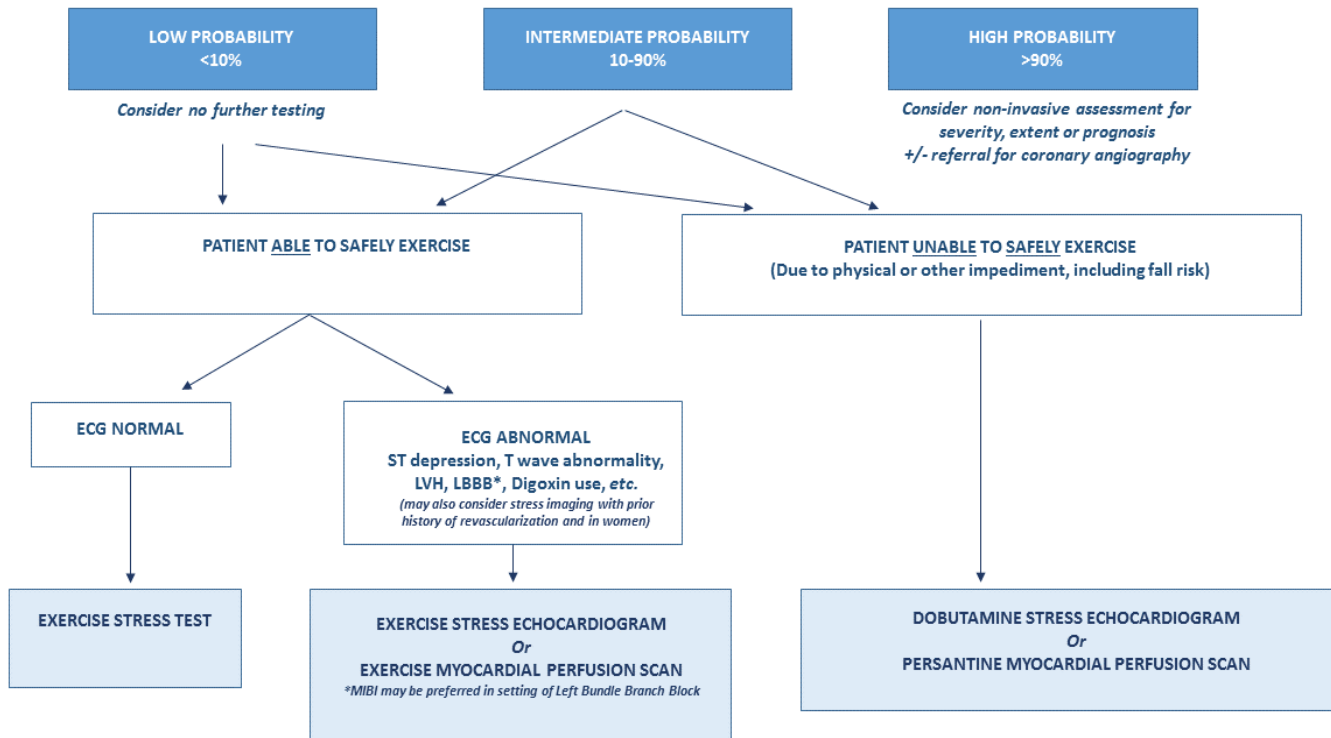 LOW PROBABILITY
<10%
INTERMEDIATE PROBABILITY
10-90%
HIGH PROBABILITY
>90%
Consider no further testing
Consider non-invasive assessment for
severity, extent or prognosis
+/- referral for coronary angiography
PATIENT ABLE TO SAFELY EXERCISE
PATIENT UNABLE TO SAFELY EXERCISE
(Due to physical or other impediment, including fall risk)
ECG NORMAL
ECG ABNORMAL
ST depression, T wave abnormality,
LVH, LBBB*, Digoxin use, etc.
(may also consider stress imaging with prior
history of revascularization and in women)
EXERCISE STRESS TEST
EXERCISE STRESS ECHOCARDIOGRAM
Or
EXERCISE MYOCARDIAL PERFUSION SCAN
*MIBI may be preferred in setting of Left Bundle Branch Block
DOBUTAMINE STRESS ECHOCARDIOGRAM
Or
PERSANTINE MYOCARDIAL PERFUSION SCAN